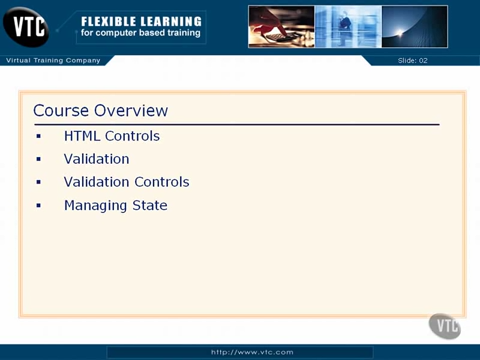 VTC
FLEXIBLE LEARNING
for computer based training
Virtual Training Company
Slide: 02
Course Overview
▪ HTML Controls
▪ Validation
▪ Validation Controls
▪ Managing State
VTC
http://www.vtc.com